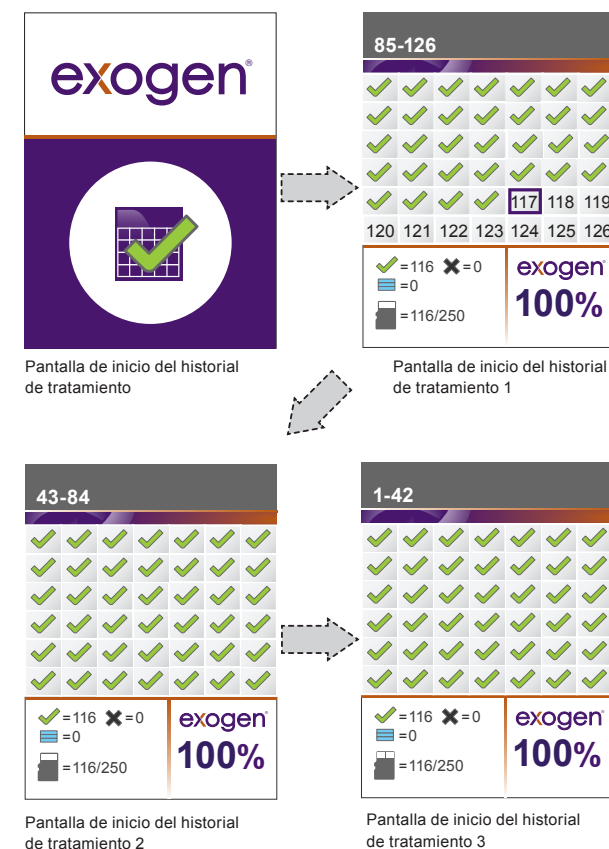 exogen®
Pantalla de inicio del historial
de tratamiento
85-126
117 118 119
120 121 122 123 124 125 126
=116 =0
=0
=116/250
exogen®
100%
Pantalla de inicio del historial
de tratamiento 1
43-84
=116 =0
=0
=116/250
exogen®
100%
Pantalla de inicio del historial
de tratamiento 2
1-42
=116 =0
=0
=116/250
exogen®
100%
Pantalla de inicio del historial
de tratamiento 3